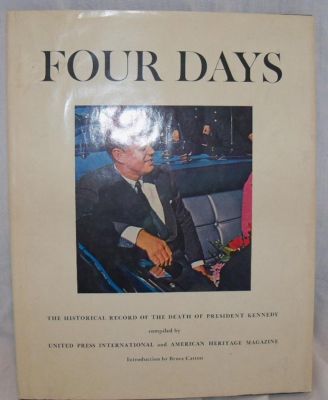 FOUR DAYS
THE HISTORICAL RECORD OF THE DEATH OF PRESIDENT KENNEDY
compiled by
UNITED PRESS INTERNATIONAL and AMERICAN HERITAGE MAGAZINE
Introduction by Bruce Catton